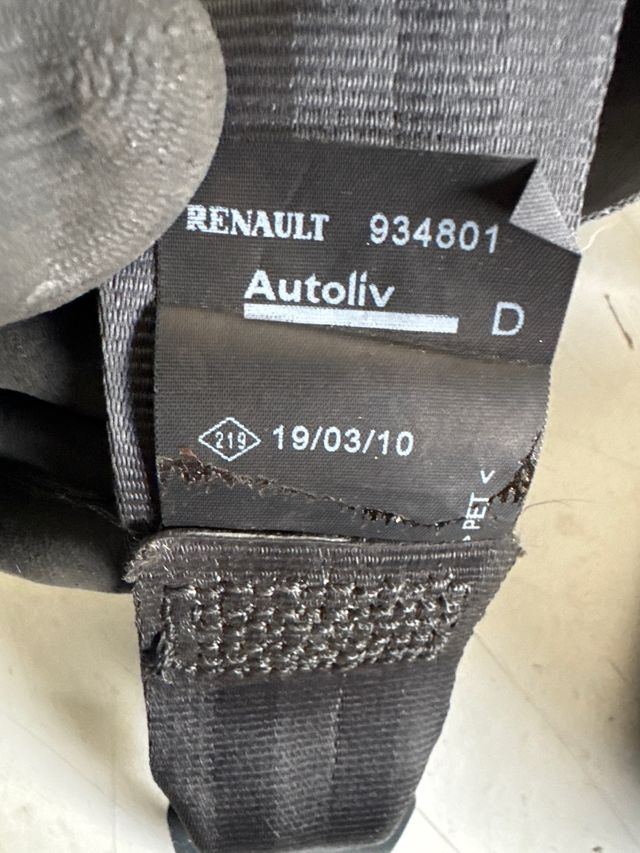 RENAULT 934801
Autoliv
D
219 19/03/10
> PET <